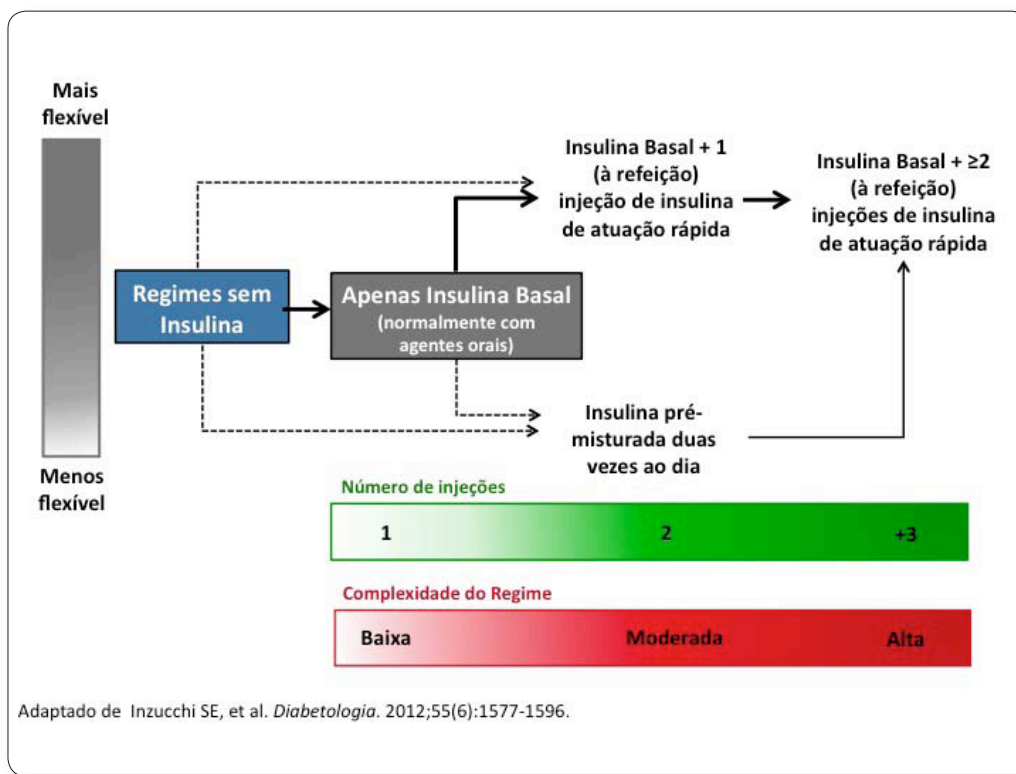 Mais
flexível
Insulina Basal + 1
(à refeição)
injeção de insulina
de atuação rápida
Insulina Basal + ≥2
(à refeição)
injeções de insulina
de atuação rápida
Regimes sem
Insulina
Apenas Insulina Basal
(normalmente com
agentes orais)
Insulina pré-
misturada duas
vezes ao dia
Menos
flexível
Número de injeções
1 2 +3
Complexidade do Regime
Baixa Moderada Alta
Adaptado de Inzucchi SE, et al. Diabetologia. 2012;55(6):1577-1596.